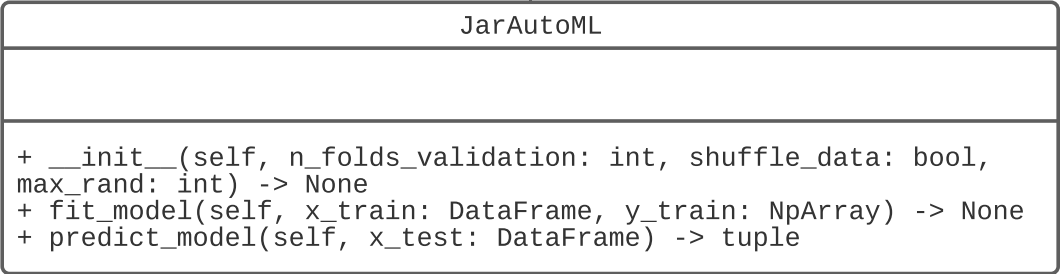 JarAutoML
+ __init__(self, n_folds_validation: int, shuffle_data: bool,
max_rand: int) -> None
+ fit_model(self, x_train: DataFrame, y_train: NpArray) -> None
+ predict_model(self, x_test: DataFrame) -> tuple